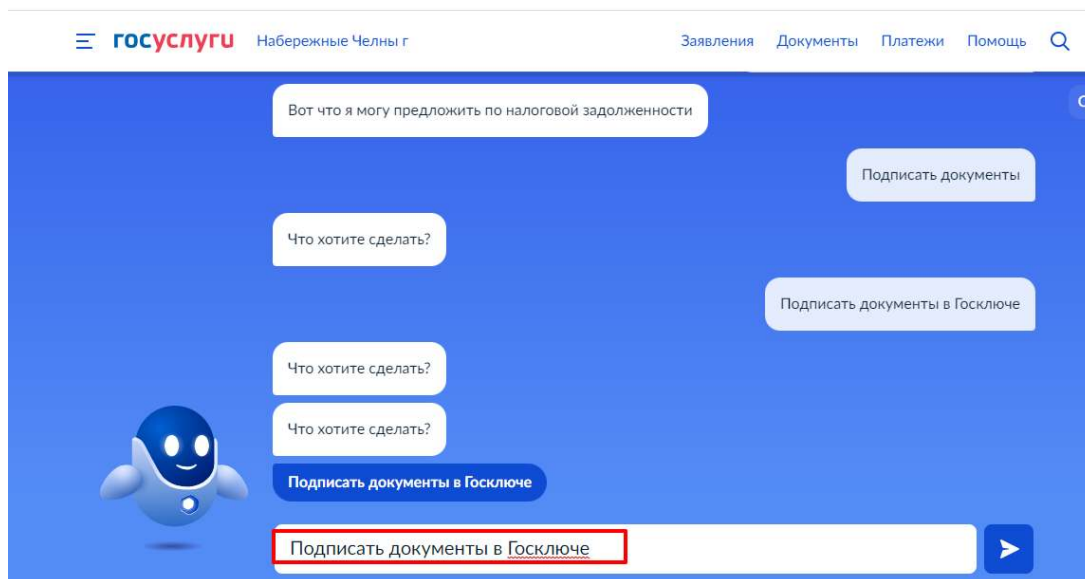 госуслуги Набережные Челны г Заявления Документы Платежи Помощь
Вот что я могу предложить по налоговой задолженности
Подписать документы
Что хотите сделать?
Подписать документы в Госключе
Что хотите сделать?
Что хотите сделать?
Подписать документы в Госключе
Подписать документы в Госключе